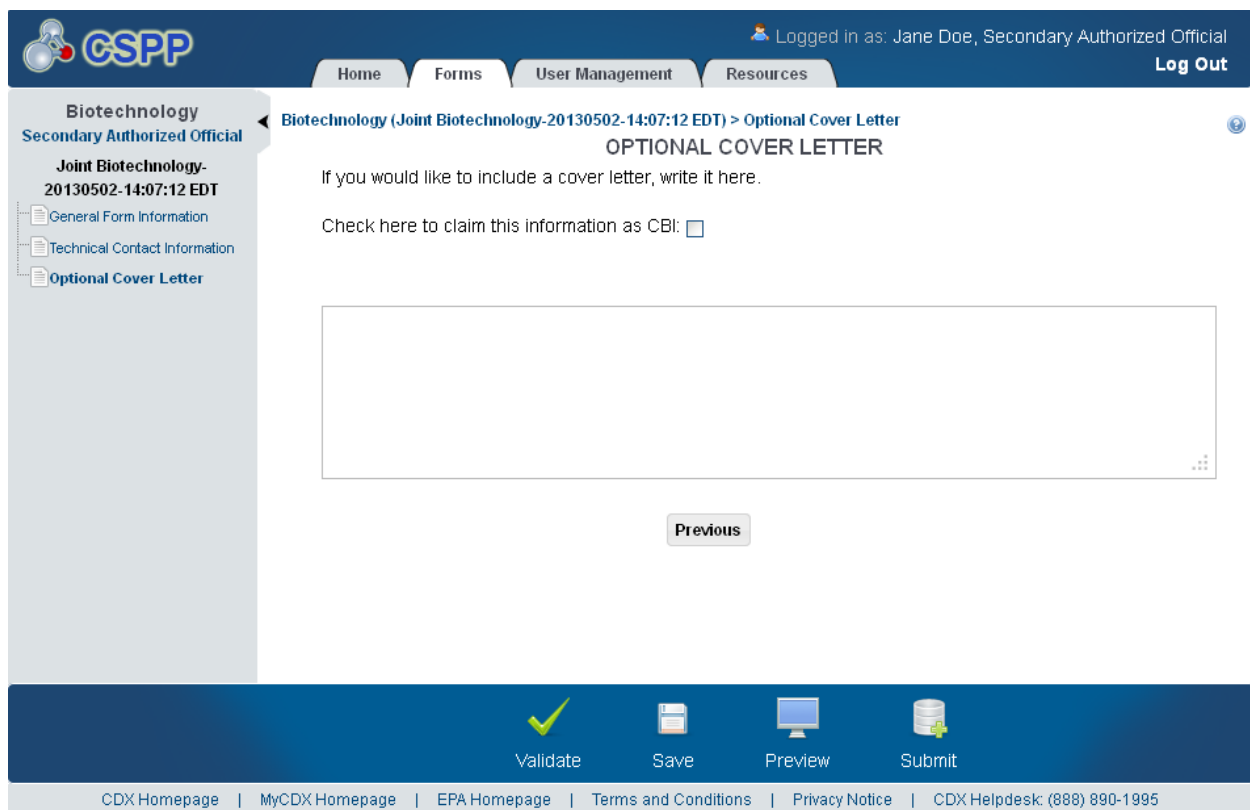 CSPP
Logged in as: Jane Doe, Secondary Authorized Official
Log Out
Home Forms User Management Resources
Biotechnology
Secondary Authorized Official
Joint Biotechnology-
20130502-14:07:12 EDT
General Form Information
Technical Contact Information
Optional Cover Letter
Biotechnology (Joint Biotechnology-20130502-14:07:12 EDT) > Optional Cover Letter
OPTIONAL COVER LETTER
If you would like to include a cover letter, write it here.
Check here to claim this information as CBI:
Previous
Validate Save Preview Submit
CDX Homepage | MyCDX Homepage | EPA Homepage | Terms and Conditions | Privacy Notice | CDX Helpdesk: (888) 890-1995